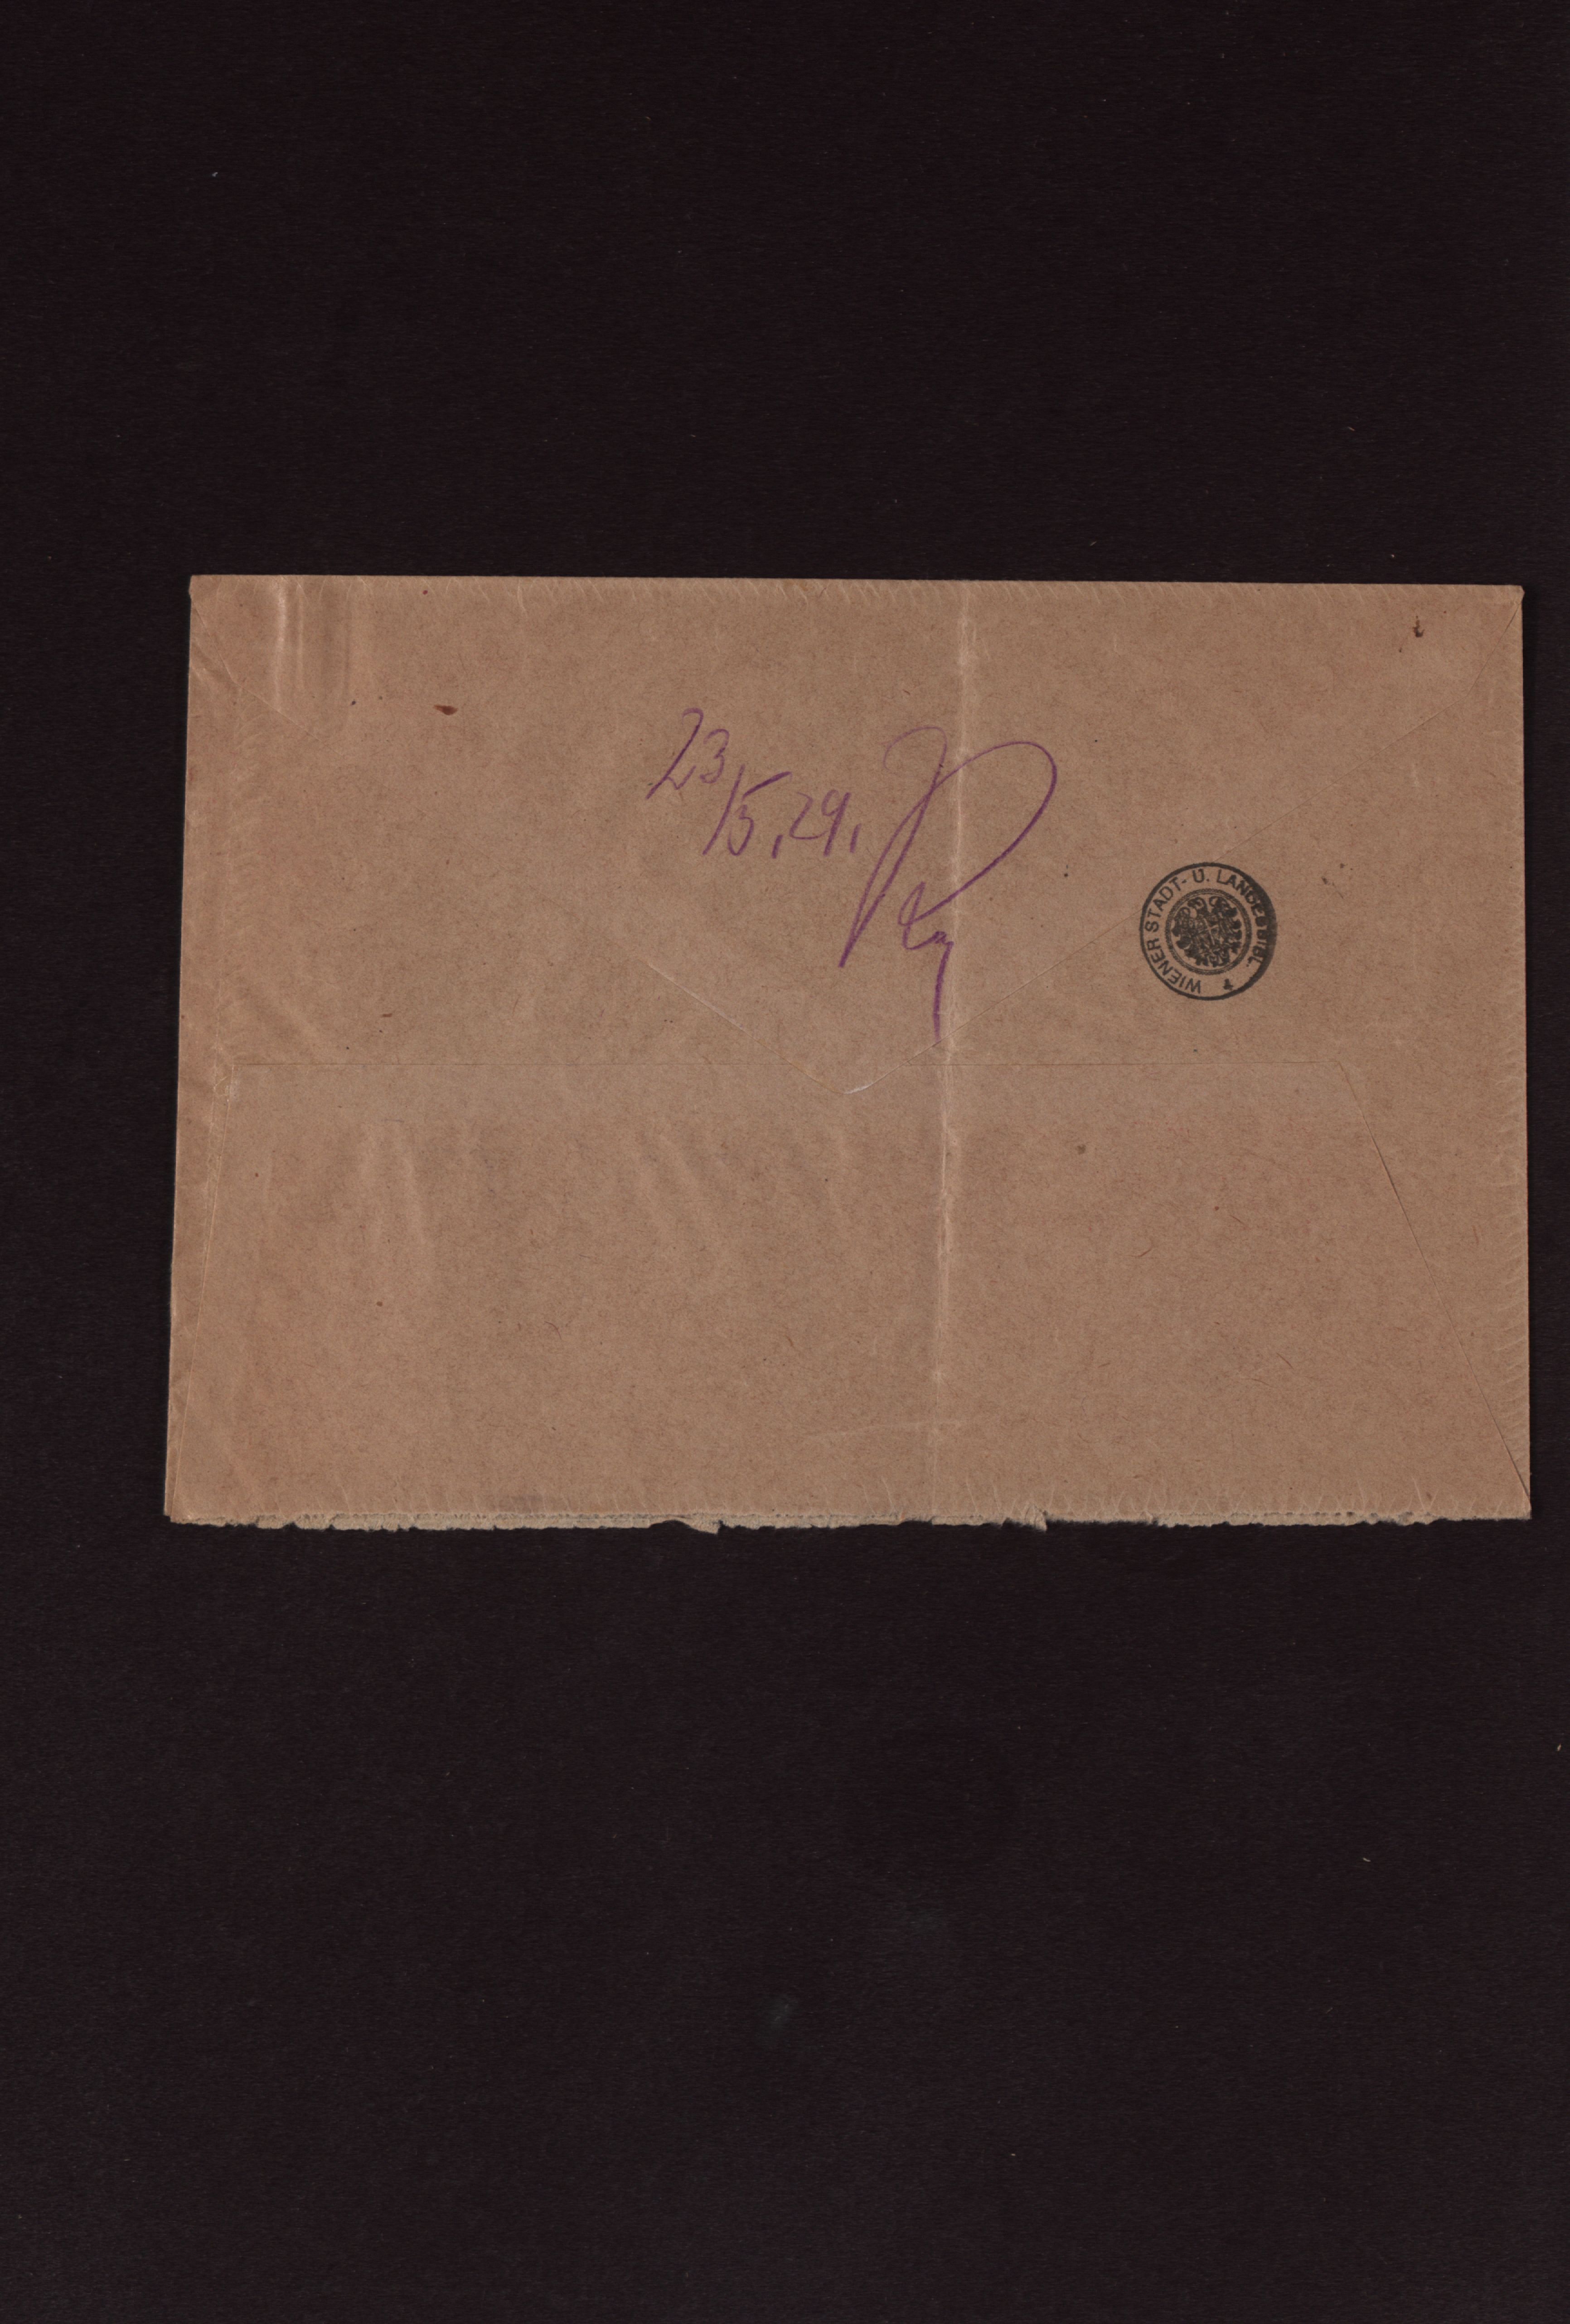 23/5.29.
WIENER STADT- U. LANDESBIBL.